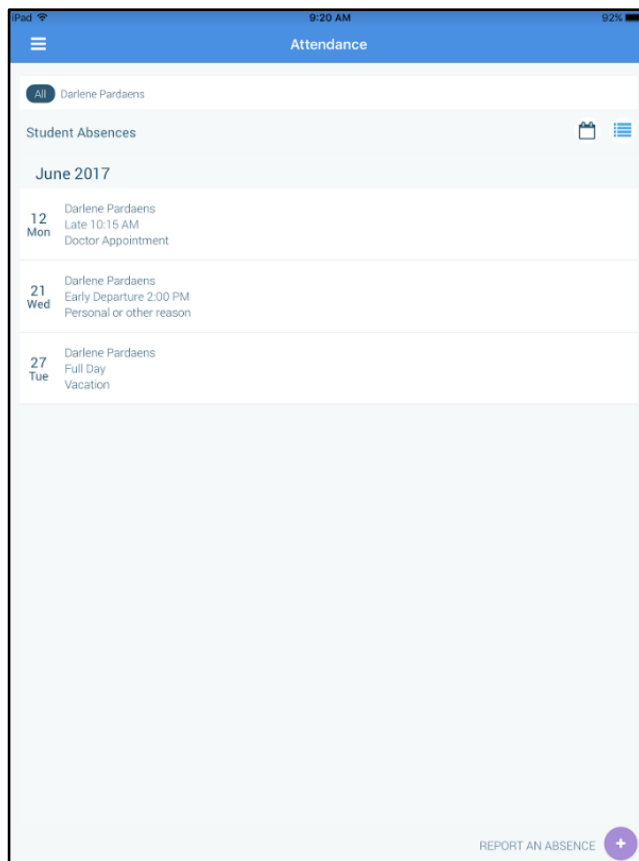 iPad 9:20 AM 92%
Attendance
All Darlene Pardaens
Student Absences
June 2017
12 Mon
Darlene Pardaens
Late 10:15 AM
Doctor Appointment
21 Wed
Darlene Pardaens
Early Departure 2:00 PM
Personal or other reason
27 Tue
Darlene Pardaens
Full Day
Vacation
REPORT AN ABSENCE +